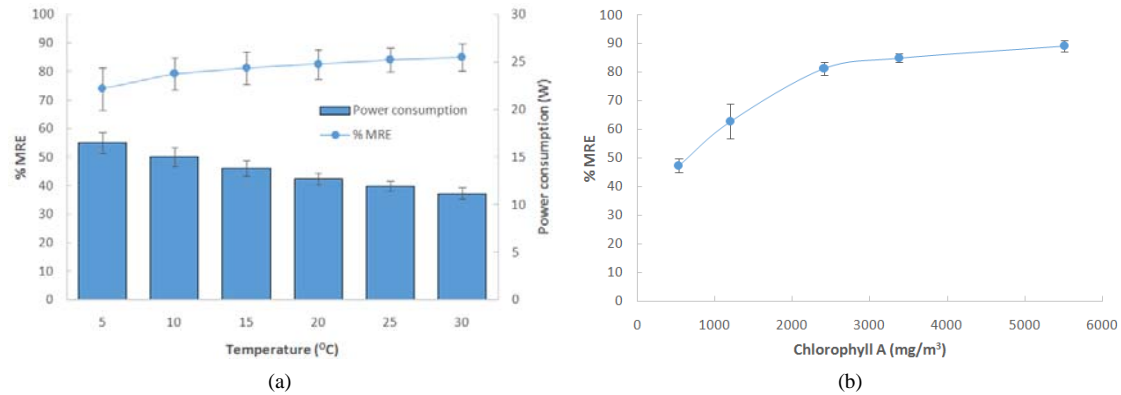 100
90
80
70
60
50
40
30
20
10
0
% MRE
30
25
20
15
10
5
0
Power consumption (W)
Power consumption
% MRE
5 10 15 20 25 30
Temperature (⁰C)
(a)
100
90
80
70
60
50
40
30
20
10
0
% MRE
0 1000 2000 3000 4000 5000 6000
Chlorophyll A (mg/m³)
(b)